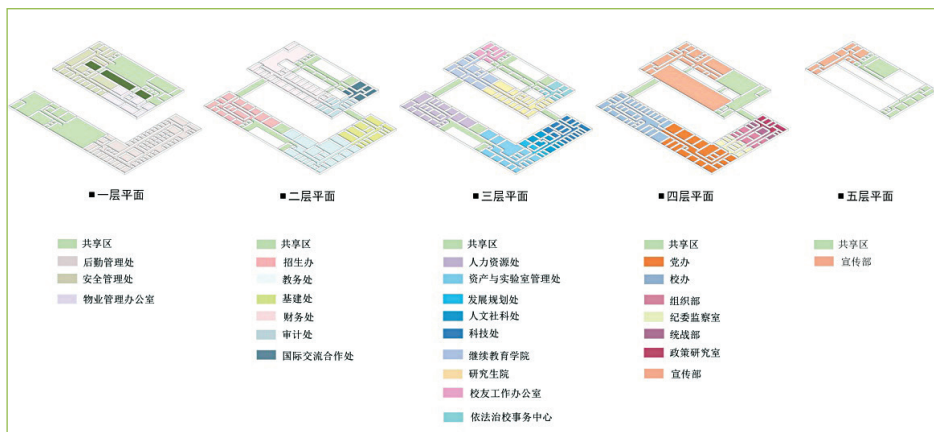 ■一层平面
■二层平面
■三层平面
■四层平面
■五层平面
共享区
后勤管理处
安全管理处
物业管理办公室
共享区
招生办
教务处
基建处
财务处
审计处
国际交流合作处
共享区
人力资源处
资产与实验室管理处
发展规划处
人文社科处
科技处
继续教育学院
研究生院
校友工作办公室
依法治校事务中心
共享区
党办
校办
组织部
纪委监察室
统战部
政策研究室
宣传部
共享区
宣传部